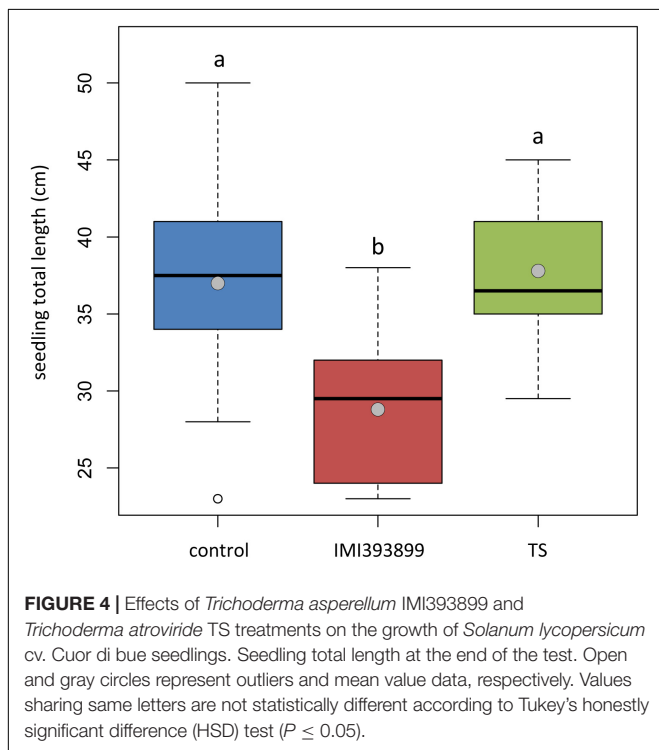 a
a
b
50
45
40
35
30
25
seedling total length (cm)
control IMI393899 TS
FIGURE 4 | Effects of Trichoderma asperellum IMI393899 and
Trichoderma atroviride TS treatments on the growth of Solanum lycopersicum
cv. Cuor di bue seedlings. Seedling total length at the end of the test. Open
and gray circles represent outliers and mean value data, respectively. Values
sharing same letters are not statistically different according to Tukey's honestly
significant difference (HSD) test (P ≤ 0.05).